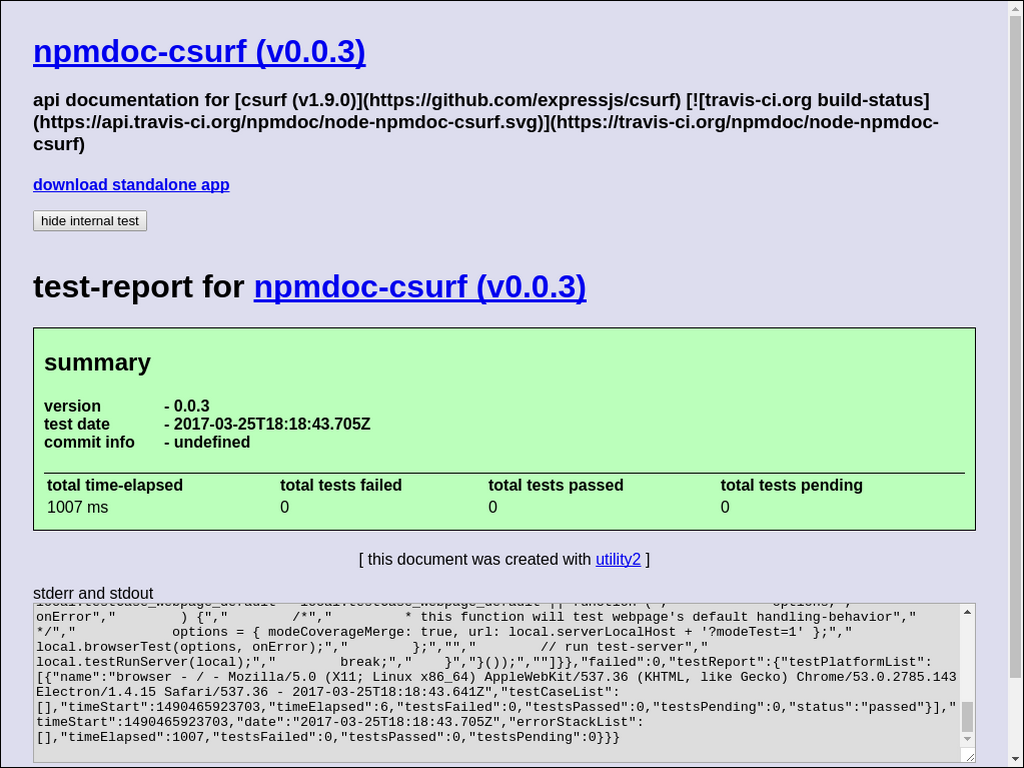 npmdoc-csurf (v0.0.3)
api documentation for [csurf (v1.9.0)](https://github.com/expressjs/csurf) [![travis-ci.org build-status]
(https://api.travis-ci.org/npmdoc/node-npmdoc-csurf.svg)](https://travis-ci.org/npmdoc/node-npmdoc-
csurf)
download standalone app
hide internal test
test-report for npmdoc-csurf (v0.0.3)
summary
version - 0.0.3
test date - 2017-03-25T18:18:43.705Z
commit info - undefined
total time-elapsed total tests failed total tests passed total tests pending
1007 ms 0 0 0
[ this document was created with utility2 ]
stderr and stdout
onError","        ) {","        /*","         * this function will test webpage's default handling-behavior","
*/","            options = { modeCoverageMerge: true, url: local.serverLocalHost + '?modeTest=1' };","
local.browserTest(options, onError);","        };","","        // run test-server","
local.testRunServer(local);","        break;","    }","}());",""]}},"failed":0,"testReport":{"testPlatformList":
[{"name":"browser - / - Mozilla/5.0 (X11; Linux x86_64) AppleWebKit/537.36 (KHTML, like Gecko) Chrome/53.0.2785.143
Electron/1.4.15 Safari/537.36 - 2017-03-25T18:18:43.641Z","testCaseList":
[],"timeStart":1490465923703,"timeElapsed":6,"testsFailed":0,"testsPassed":0,"testsPending":0,"status":"passed"}],"
timeStart":1490465923703,"date":"2017-03-25T18:18:43.705Z","errorStackList":
[],"timeElapsed":1007,"testsFailed":0,"testsPassed":0,"testsPending":0}}}